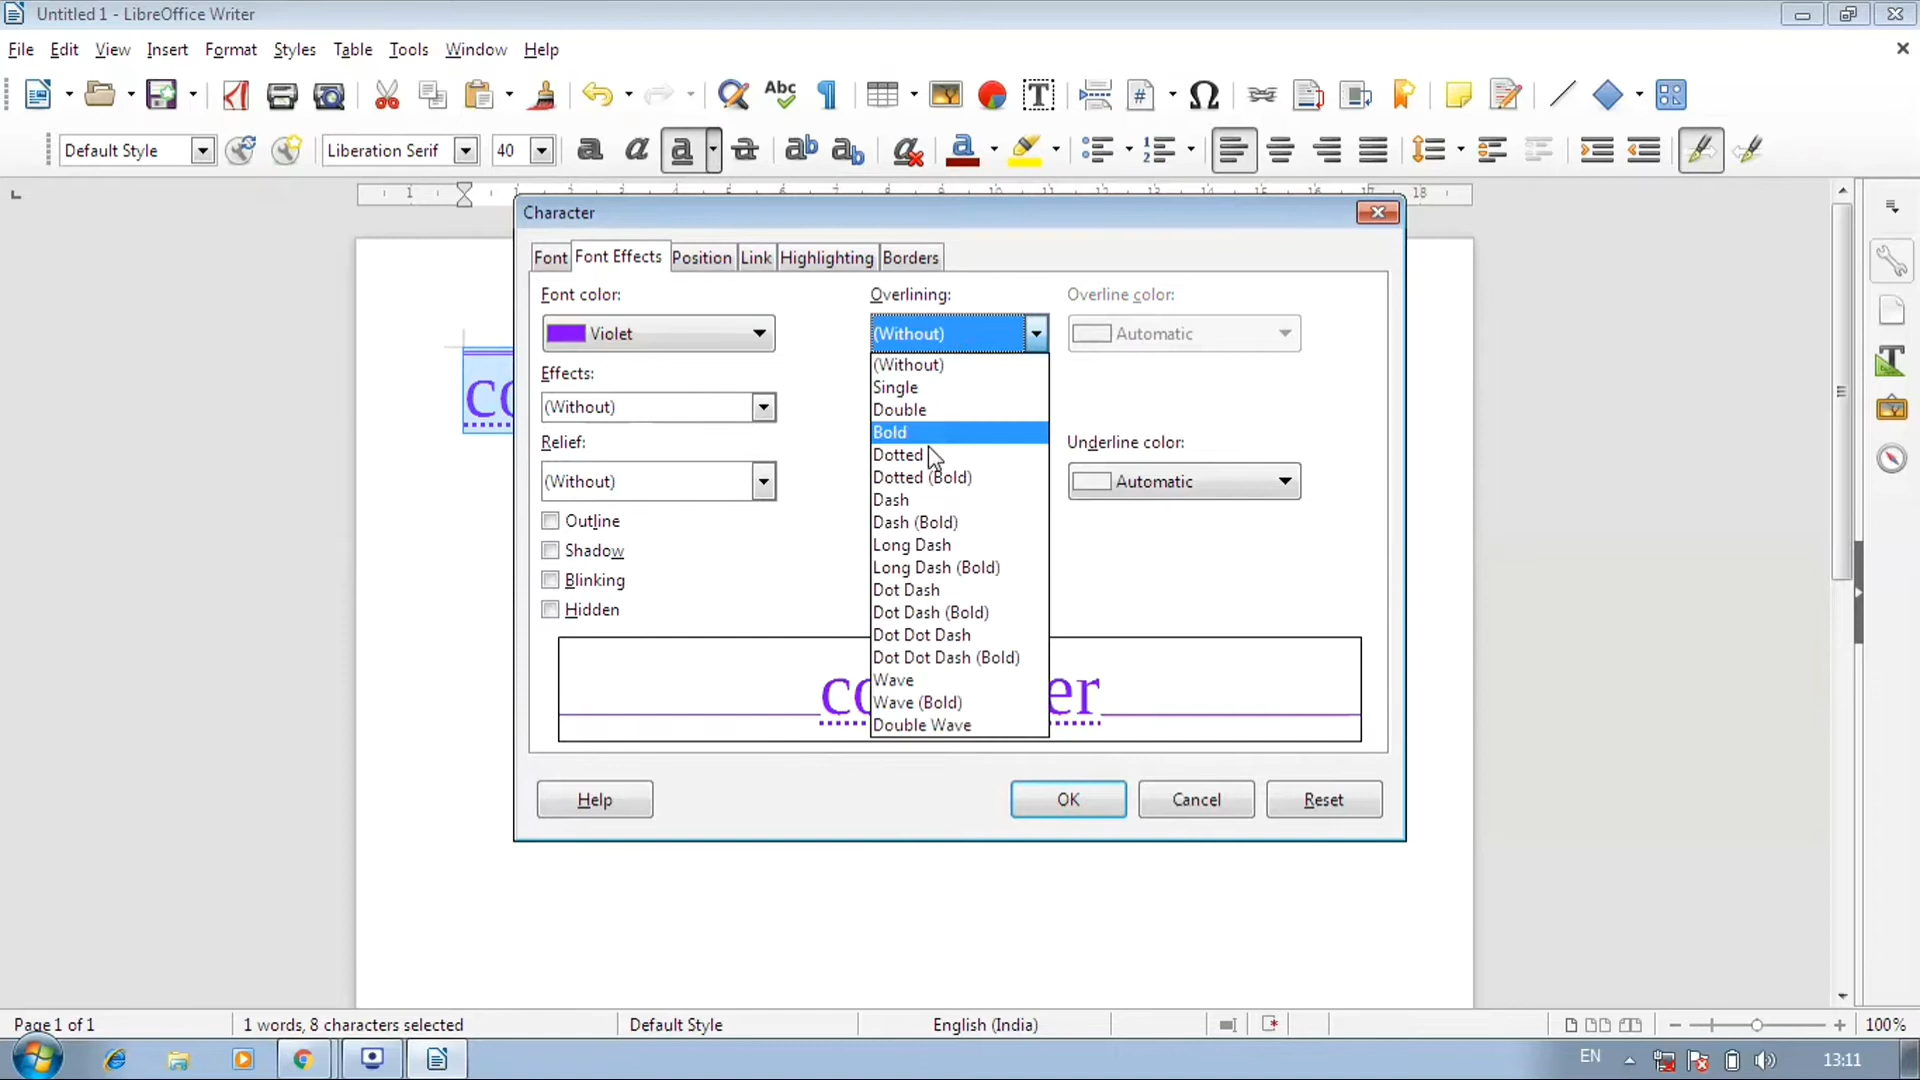 Untitled 1 - LibreOffice Writer
File Edit View Insert Format Styles Table Tools Window Help
Default Style Liberation Serif 40
1 18
Character
Font Font Effects Position Link Highlighting Borders
Font color: Overlining: Overline color:
Violet (Without) Automatic
(Without)
Effects: Single
(Without) Double
Bold
Relief: Underline color:
Dotted
(Without) Dotted (Bold) Automatic
Dash
Outline Dash (Bold)
Shadow Long Dash
Blinking Long Dash (Bold)
Dot Dash
Hidden Dot Dash (Bold)
Dot Dot Dash
Dot Dot Dash (Bold)
Wave
co er
Wave (Bold)
Double Wave
Help OK Cancel Reset
Page 1 of 1 1 words, 8 characters selected Default Style English (India) 100%
EN 13:11